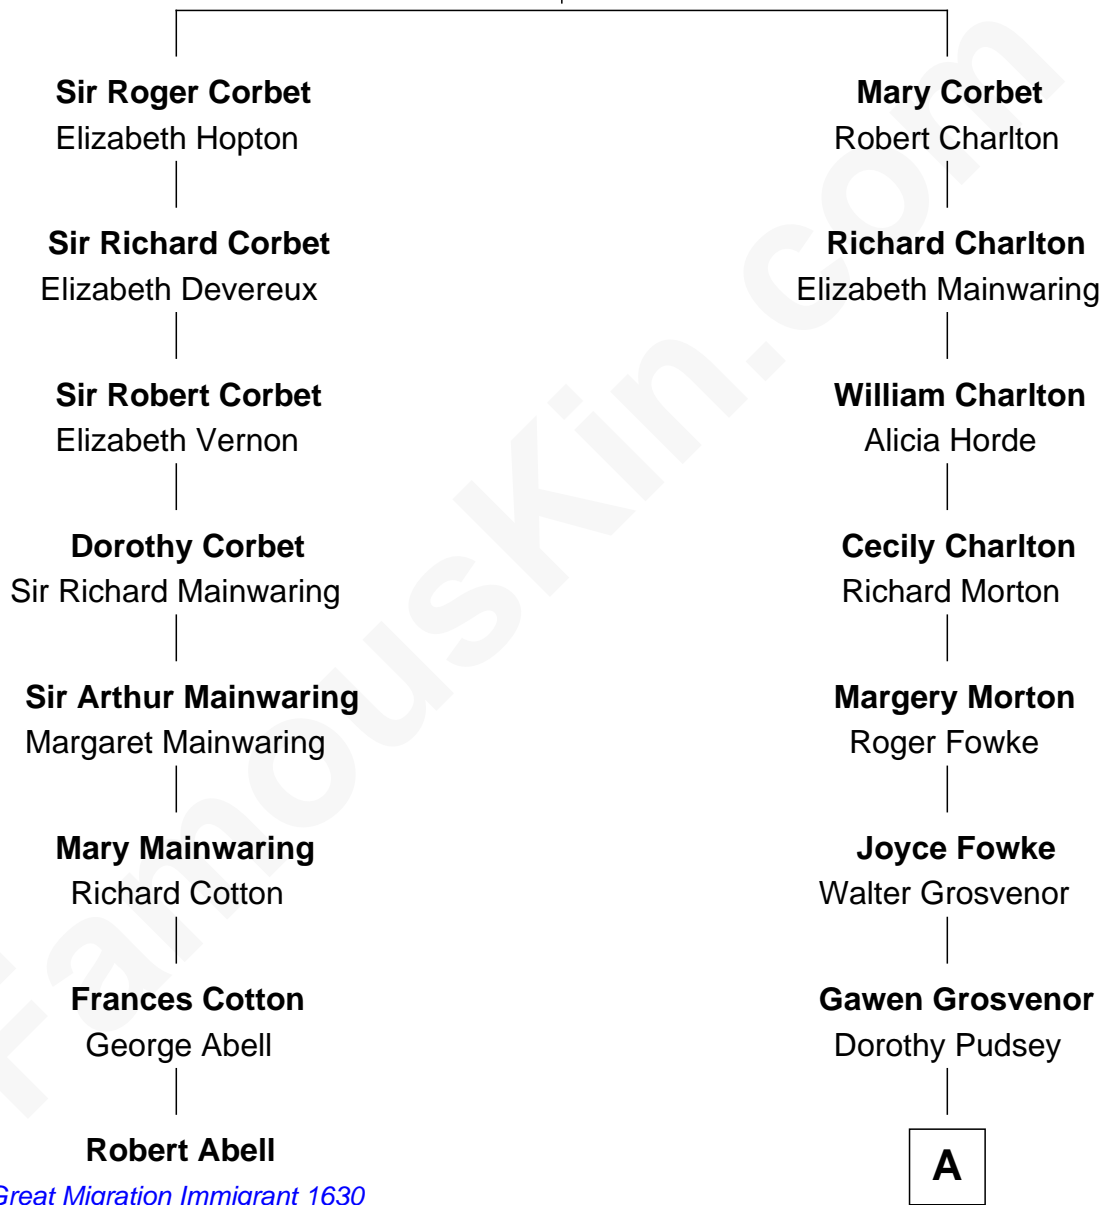 Sir Roger Corbet
Elizabeth Hopton
Sir Richard Corbet
Elizabeth Devereux
Sir Robert Corbet
Elizabeth Vernon
Dorothy Corbet
Sir Richard Mainwaring
Sir Arthur Mainwaring
Margaret Mainwaring
Mary Mainwaring
Richard Cotton
Frances Cotton
George Abell
Robert Abell
Great Migration Immigrant 1630
Mary Corbet
Robert Charlton
Richard Charlton
Elizabeth Mainwaring
William Charlton
Alicia Horde
Cecily Charlton
Richard Morton
Margery Morton
Roger Fowke
Joyce Fowke
Walter Grosvenor
Gawen Grosvenor
Dorothy Pudsey
A
FamousKin.com